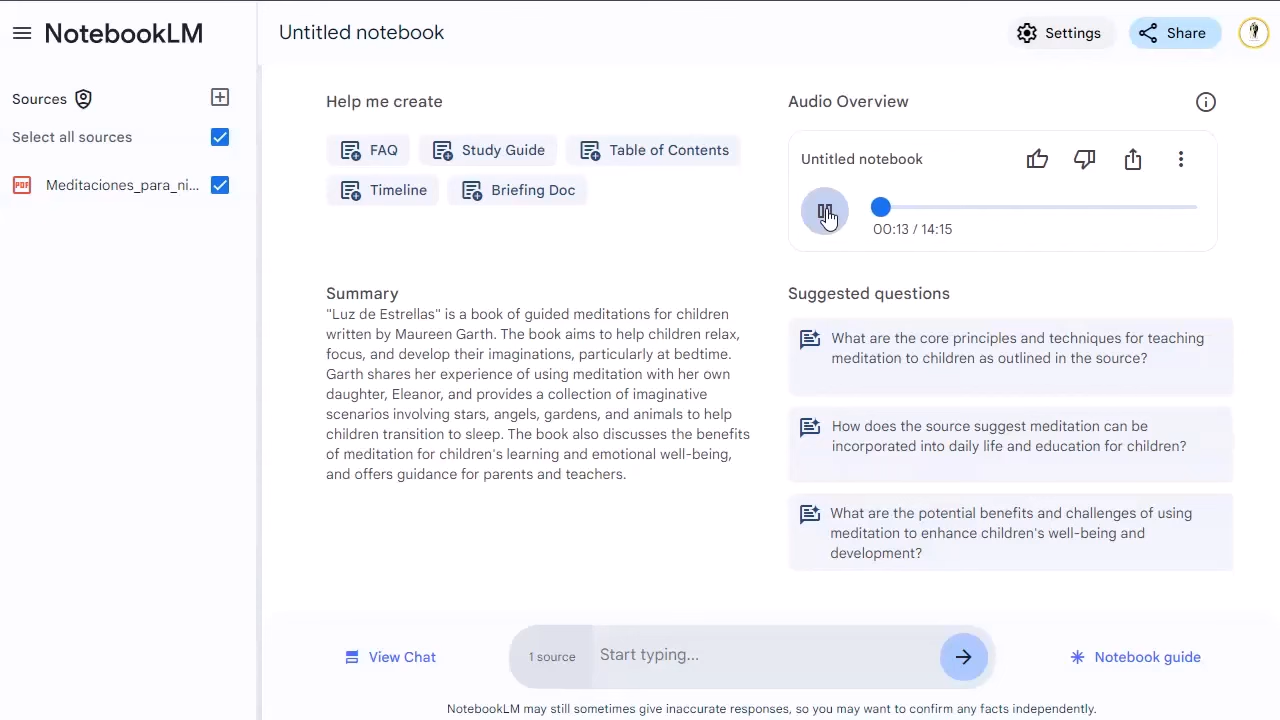 NotebookLM
Untitled notebook
Settings
Share
Sources
Select all sources
PDF
Meditaciones_para_ni...
Help me create
FAQ
Study Guide
Table of Contents
Timeline
Briefing Doc
Audio Overview
Untitled notebook
00:13 / 14:15
Summary
"Luz de Estrellas" is a book of guided meditations for children
written by Maureen Garth. The book aims to help children relax,
focus, and develop their imaginations, particularly at bedtime.
Garth shares her experience of using meditation with her own
daughter, Eleanor, and provides a collection of imaginative
scenarios involving stars, angels, gardens, and animals to help
children transition to sleep. The book also discusses the benefits
of meditation for children's learning and emotional well-being,
and offers guidance for parents and teachers.
Suggested questions
What are the core principles and techniques for teaching
meditation to children as outlined in the source?
How does the source suggest meditation can be
incorporated into daily life and education for children?
What are the potential benefits and challenges of using
meditation to enhance children's well-being and
development?
View Chat
1 source
Start typing...
Notebook guide
NotebookLM may still sometimes give inaccurate responses, so you may want to confirm any facts independently.